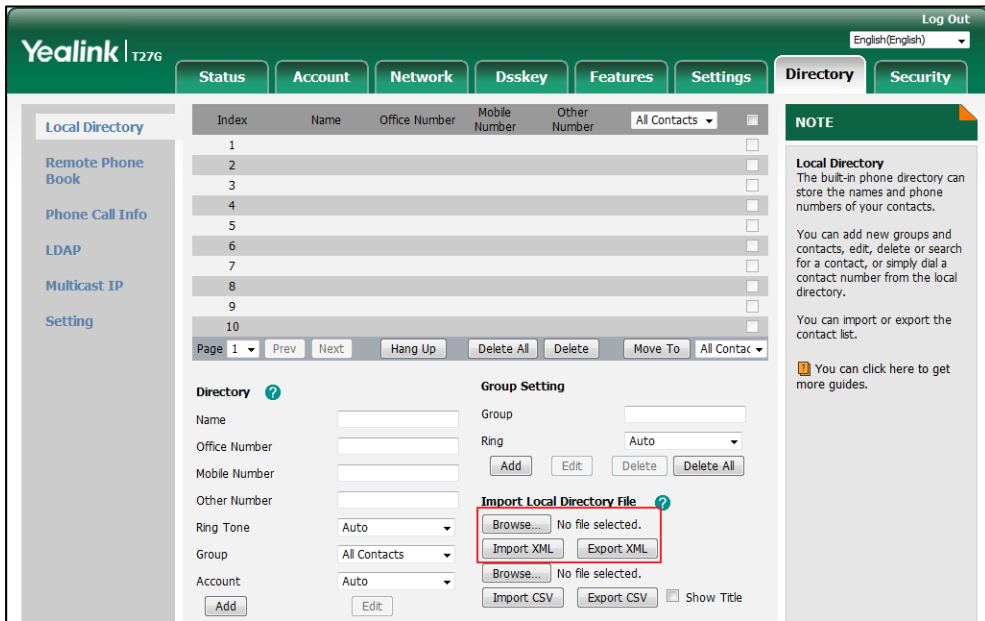 Log Out
Yealink | T27G
English(English)
Status Account Network Dsskey Features Settings Directory Security
Local Directory
Remote Phone
Book
Phone Call Info
LDAP
Multicast IP
Setting
Index Name Office Number Mobile Number Other Number All Contacts
1
2
3
4
5
6
7
8
9
10
Page 1 Prev Next Hang Up Delete All Delete Move To All Contac
Directory ?
Name
Office Number
Mobile Number
Other Number
Ring Tone Auto
Group All Contacts
Account Auto
Add Edit
Group Setting
Group
Ring Auto
Add Edit Delete Delete All
Import Local Directory File ?
Browse... No file selected.
Import XML Export XML
Browse... No file selected.
Import CSV Export CSV Show Title
NOTE
Local Directory
The built-in phone directory can
store the names and phone
numbers of your contacts.
You can add new groups and
contacts, edit, delete or search
for a contact, or simply dial a
contact number from the local
directory.
You can import or export the
contact list.
? You can click here to get
more guides.